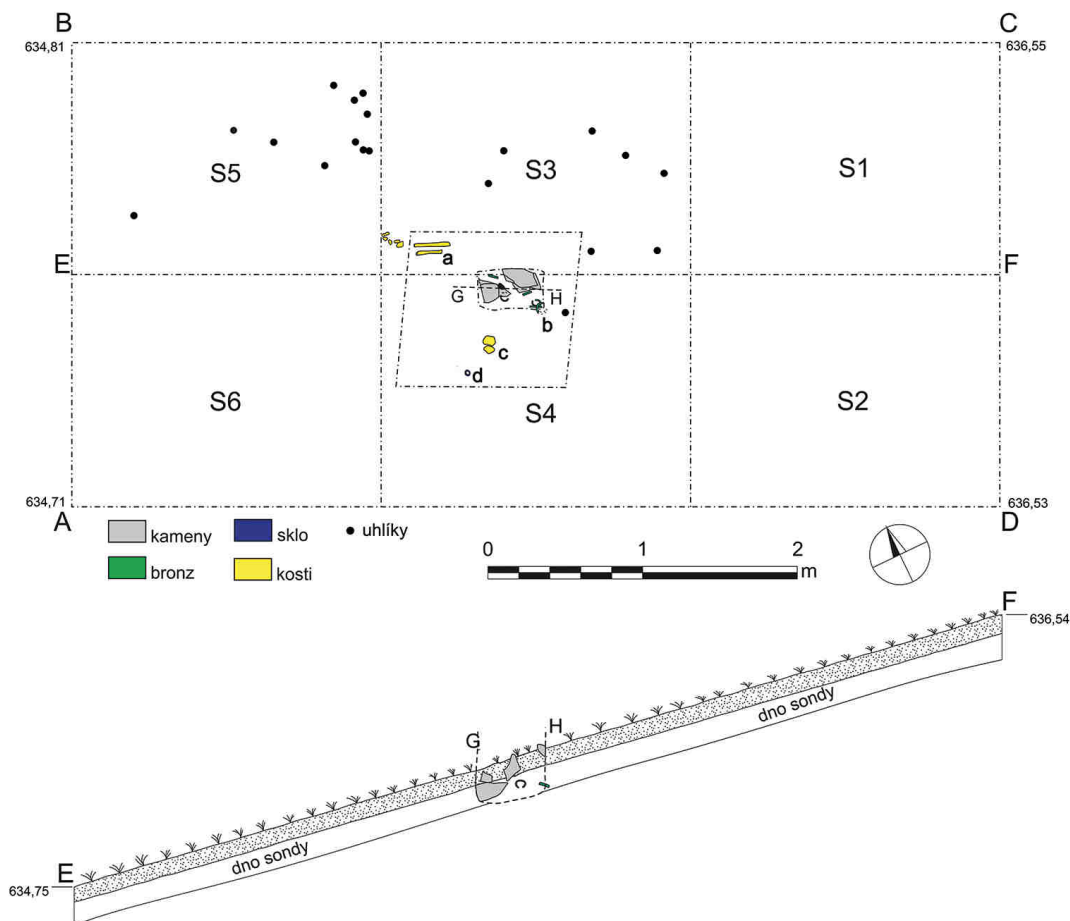 B
C
634,81
636,55
S5
S3
S1
E
a
F
G
H
b
c
d
S6
S4
S2
634,71
636,53
A
D
kameny
sklo
uhlíky
bronz
kosti
0
1
2
m
F
636,54
dno sondy
H
G
E
634,75
dno sondy